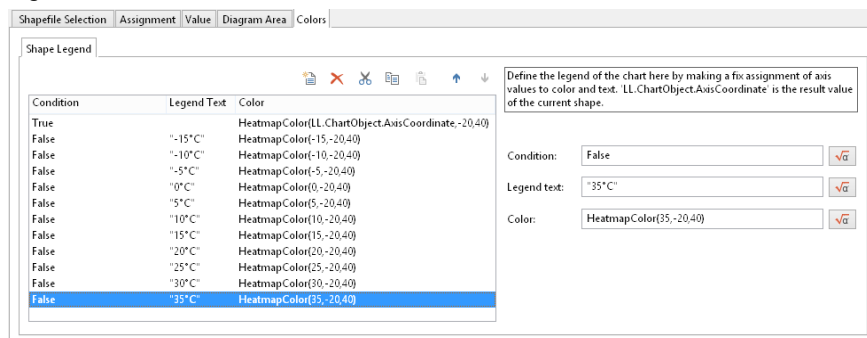 Shapefile Selection Assignment Value Diagram Area Colors
Shape Legend
Define the legend of the chart here by making a fix assignment of axis
values to color and text. 'LL.ChartObject.AxisCoordinate' is the result value
of the current shape.
Condition Legend Text Color
True HeatmapColor(LL.ChartObject.AxisCoordinate,-20,40)
False "-15°C" HeatmapColor(-15,-20,40)
False "-10°C" HeatmapColor(-10,-20,40)
False "-5°C" HeatmapColor(-5,-20,40)
False "0°C" HeatmapColor(0,-20,40)
False "5°C" HeatmapColor(5,-20,40)
False "10°C" HeatmapColor(10,-20,40)
False "15°C" HeatmapColor(15,-20,40)
False "20°C" HeatmapColor(20,-20,40)
False "25°C" HeatmapColor(25,-20,40)
False "30°C" HeatmapColor(30,-20,40)
False "35°C" HeatmapColor(35,-20,40)
Condition: False √α
Legend text: "35°C" √α
Color: HeatmapColor(35,-20,40) √α